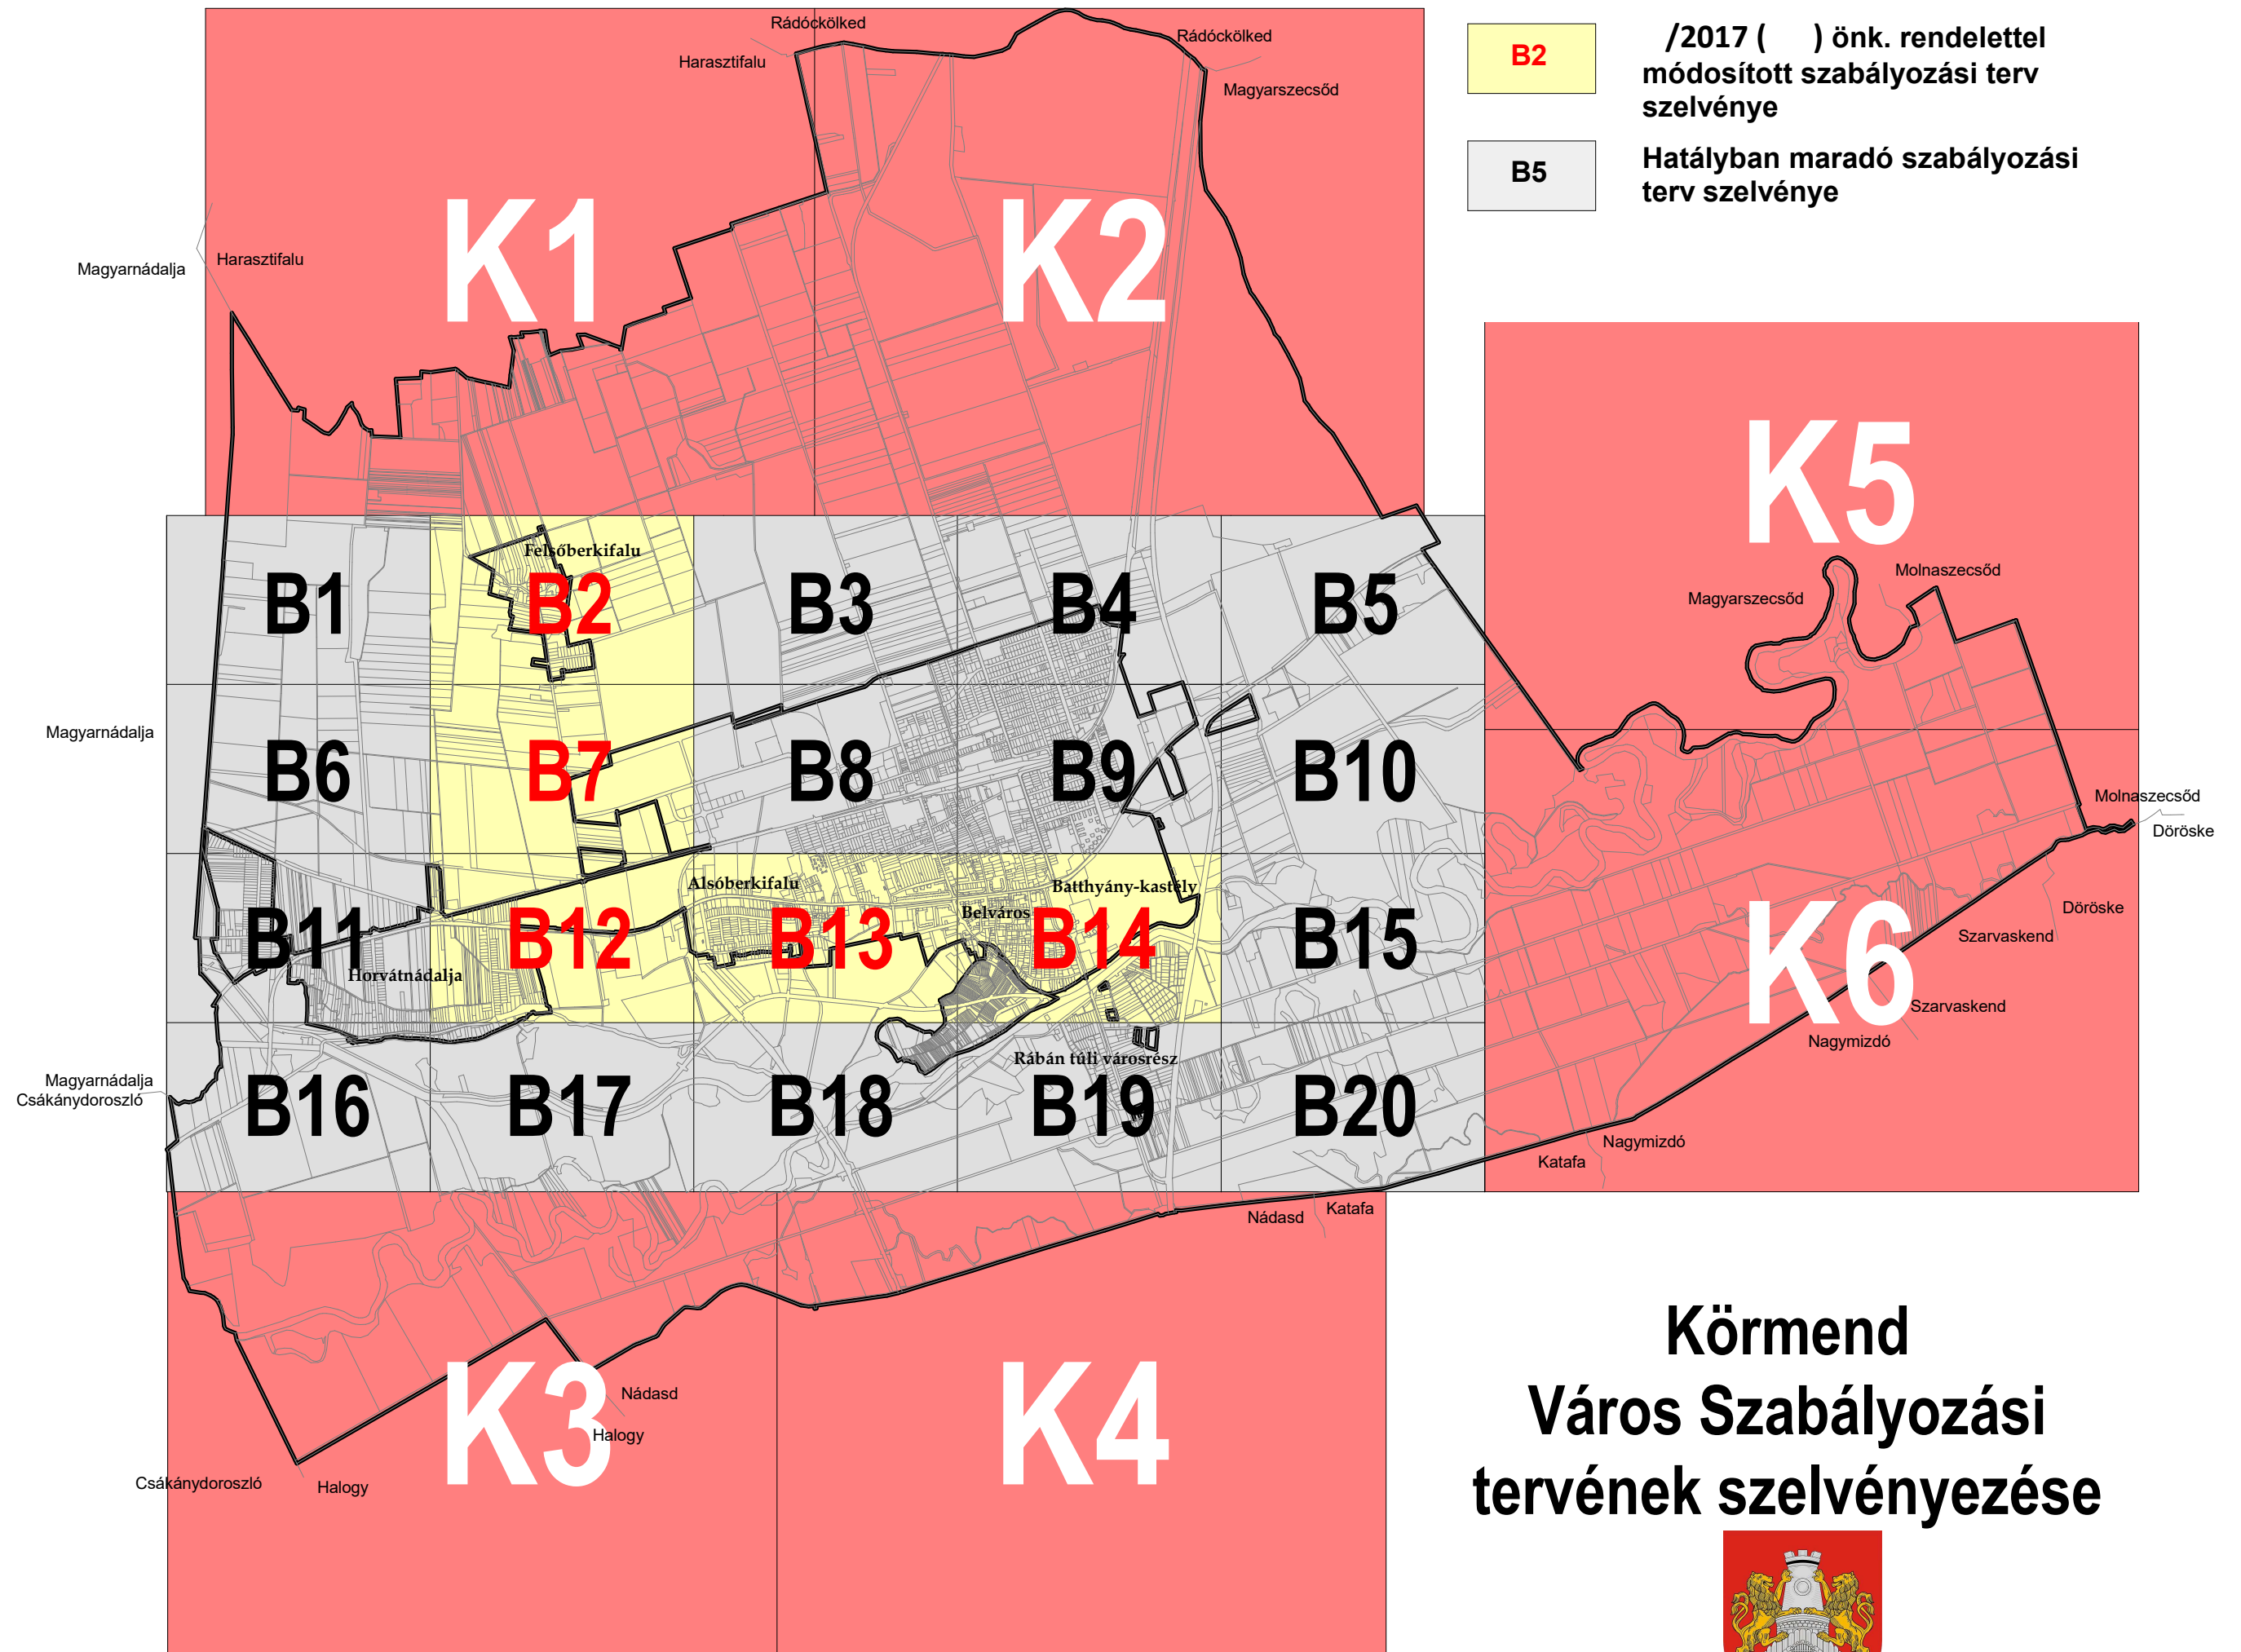 Rádóckölked
Rádóckölked
Harasztifalu
Magyarszecsőd
B2
/2017 ( ) önk. rendelettel
módosított szabályozási terv
szelvénye
B5
Hatályban maradó szabályozási
terv szelvénye
K1
K2
Magyarnádalja
Harasztifalu
K5
Magyarszecsőd
Molnaszecsőd
Felsőberkifalu
B1
B2
B3
B4
B5
Magyarnádalja
B6
B7
B8
B9
B10
Molnaszecsőd
Döröske
Alsóberkifalu
Batthyány-kastély
Belváros
B11
B12
B13
B14
B15
Horvátnádalja
K6
Döröske
Szarvaskend
Szarvaskend
Nagymizdó
Rábán túli városrész
Magyarnádalja
Csákánydoroszló
B16
B17
B18
B19
B20
Nagymizdó
Katafa
Katafa
Nádasd
K3
K4
Nádasd
Halogy
Csákánydoroszló
Halogy
Körmend
Város Szabályozási
tervének szelvényezése